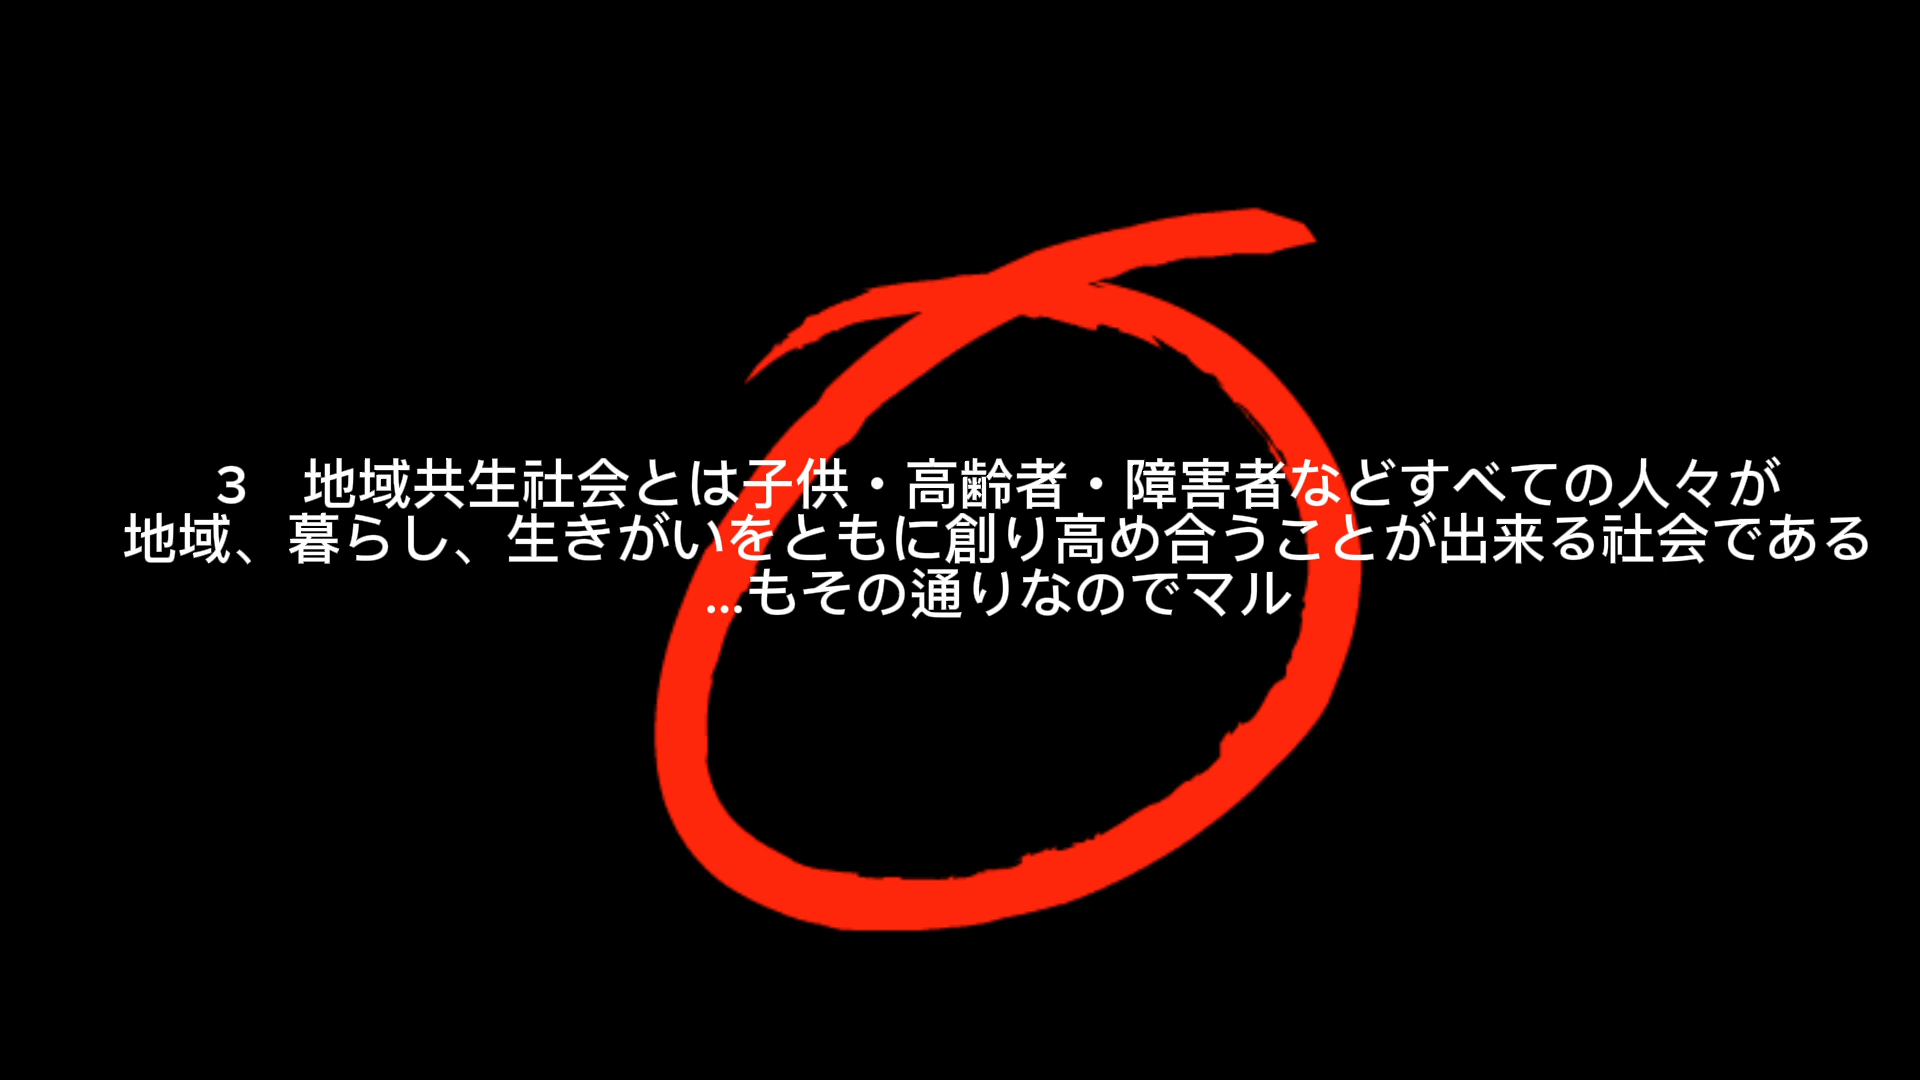 3　地域共生社会とは子供・高齢者・障害者などすべての人々が
地域、暮らし、生きがいをともに創り高め合うことが出来る社会である
...もその通りなのでマル